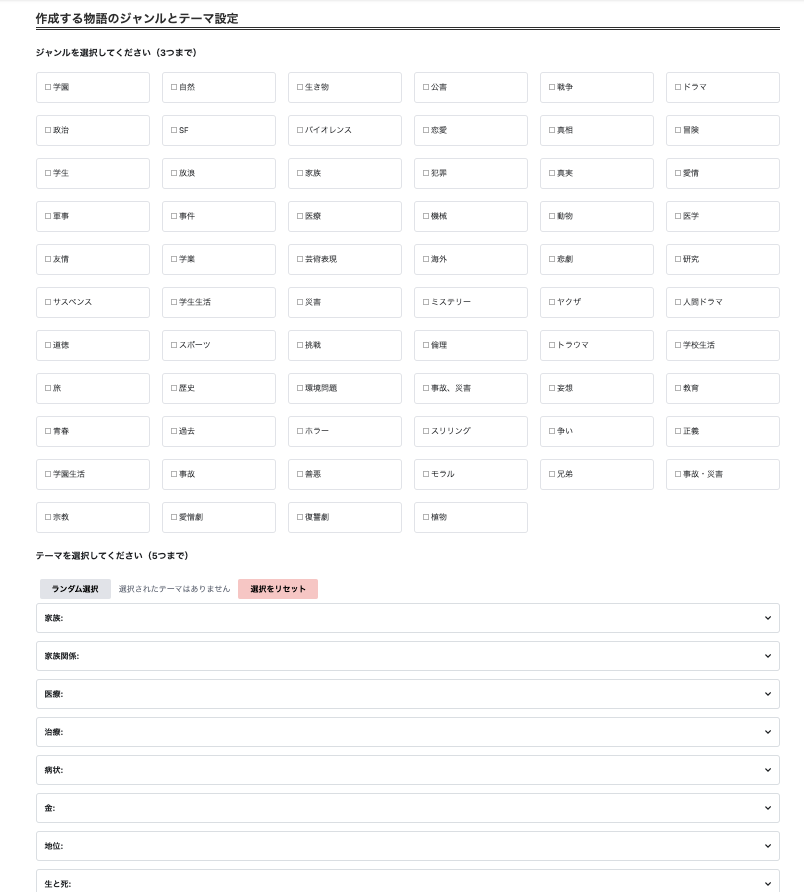 作成する物語のジャンルとテーマ設定
ジャンルを選択してください（3つまで）
学園 自然 生き物 公害 戦争 ドラマ
政治 SF バイオレンス 恋愛 真相 冒険
学生 放浪 家族 犯罪 真実 愛情
軍事 事件 医療 機械 動物 医学
友情 学業 芸術表現 海外 悲劇 研究
サスペンス 学生生活 災害 ミステリー ヤクザ 人間ドラマ
道徳 スポーツ 挑戦 倫理 トラウマ 学校生活
旅 歴史 環境問題 事故、災害 妄想 教育
青春 過去 ホラー スリリング 争い 正義
学園生活 事故 善悪 モラル 兄弟 事故・災害
宗教 愛憎劇 復讐劇 植物
テーマを選択してください（5つまで）
ランダム選択 選択されたテーマはありません 選択をリセット
家族:
家族関係:
医療:
治療:
病状:
金:
地位:
生と死: